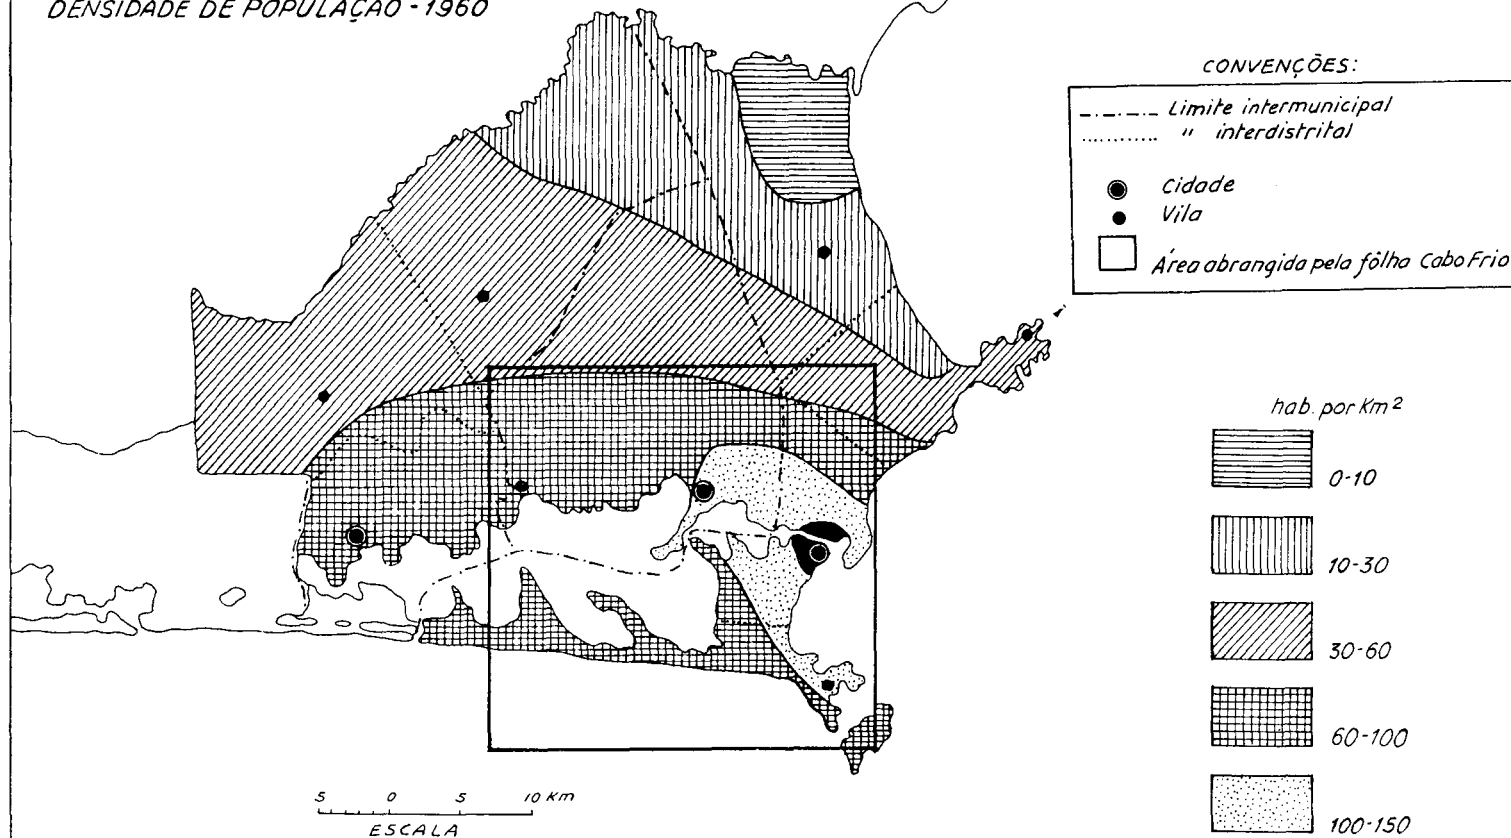 DENSIDADE DE POPULAÇÃO - 1960
CONVENÇÕES:
Limite intermunicipal
" interdistrital
Cidade
Vila
Área abrangida pela fôlha Cabo Frio
hab. por Km²
0-10
10-30
30-60
60-100
100-150
5 0 5 10 Km
ESCALA